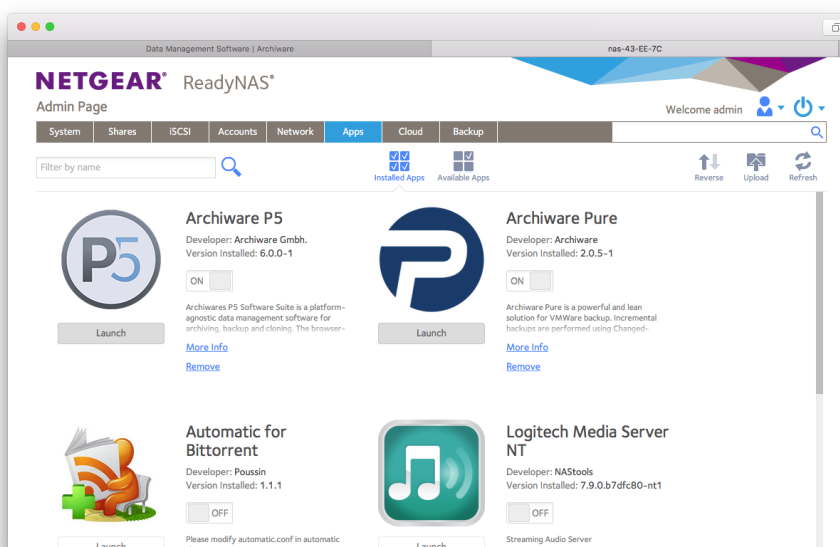 Data Management Software | Archiware
nas-43-EE-7C
NETGEAR® ReadyNAS®
Admin Page
Welcome admin
System Shares iSCSI Accounts Network Apps Cloud Backup
Filter by name
Installed Apps Available Apps
Reverse Upload Refresh
P5
Archiware P5
Developer: Archiware Gmbh.
Version Installed: 6.0.0-1
ON
Archiwares P5 Software Suite is a platform-
agnostic data management software for
archiving, backup and cloning. The browser-
Launch
More Info
Remove
Archiware Pure
Developer: Archiware
Version Installed: 2.0.5-1
ON
Archiware Pure is a powerful and lean
solution for VMWare backup. Incremental
backups are performed using Changed-
Launch
More Info
Remove
Automatic for
Bittorrent
Developer: Poussin
Version Installed: 1.1.1
OFF
Please modify automatic.conf in automatic
Launch
Logitech Media Server
NT
Developer: NAStools
Version Installed: 7.9.0.b7dfc80-nt1
OFF
Streaming Audio Server
Launch